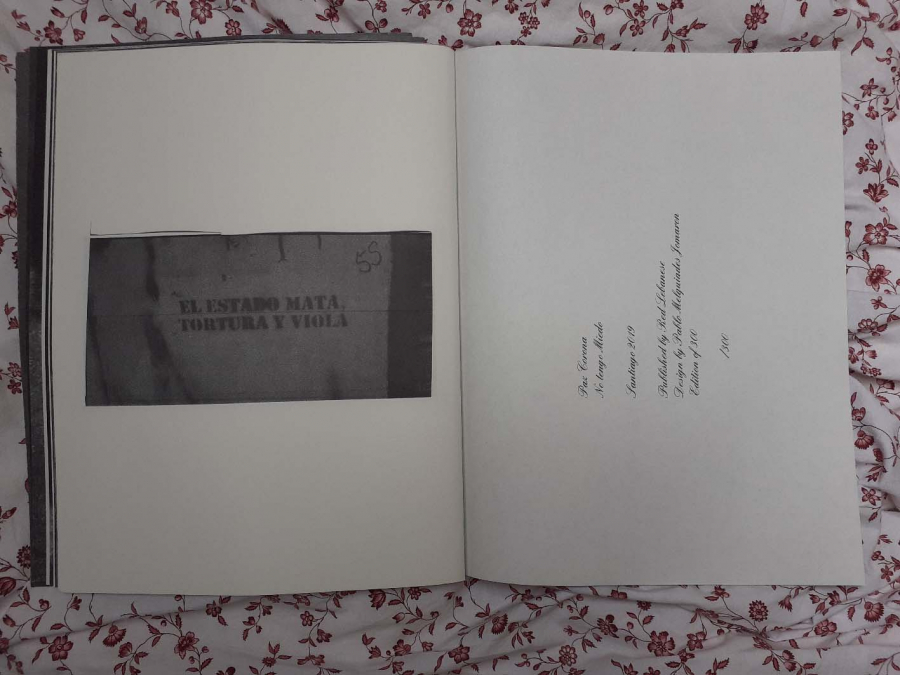 55
EL ESTADO MATA,
TORTURA Y VIOLA
Paz Corona
No tengo Miedo
Santiago 2019
Published by Red Lebanese
Design by Pablo Melquiades
Edition of 300
/300